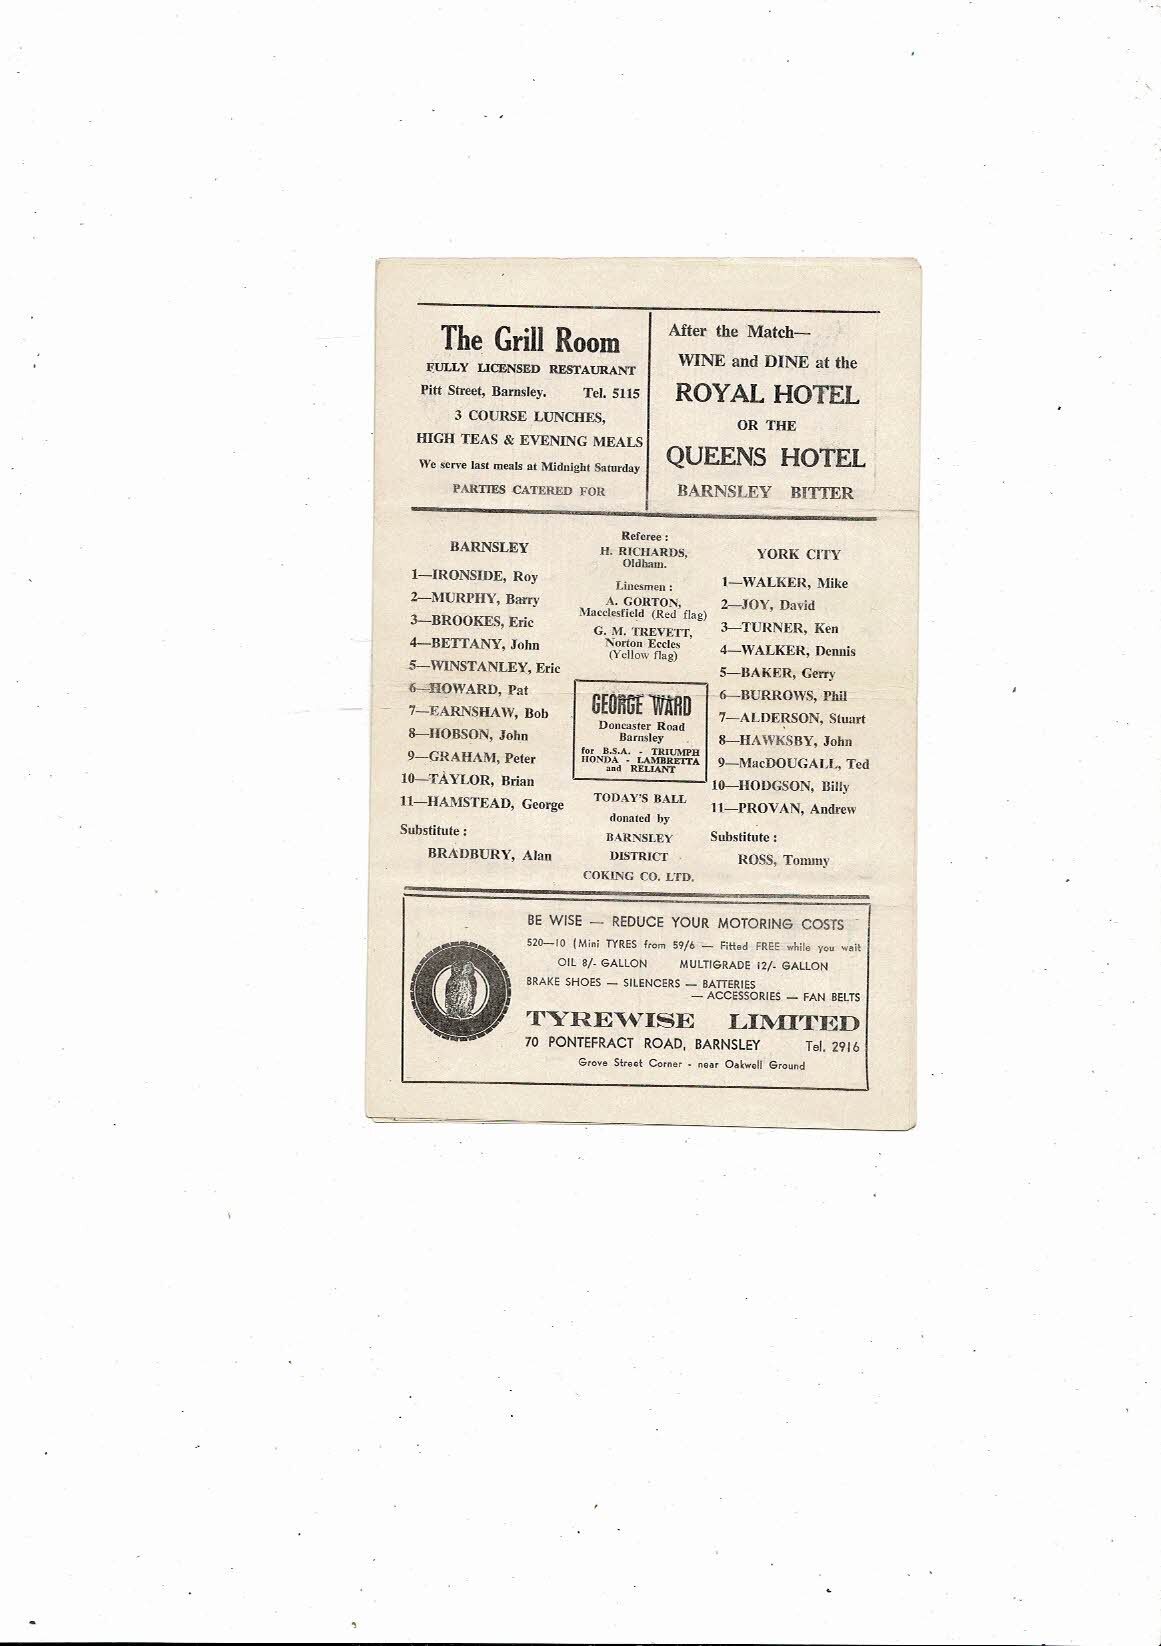 The Grill Room
FULLY LICENSED RESTAURANT
Pitt Street, Barnsley. Tel. 5115
3 COURSE LUNCHES,
HIGH TEAS & EVENING MEALS
We serve last meals at Midnight Saturday
PARTIES CATERED FOR
After the Match—
WINE and DINE at the
ROYAL HOTEL
OR THE
QUEENS HOTEL
BARNSLEY BITTER
BARNSLEY
1—IRONSIDE, Roy
2—MURPHY, Barry
3—BROOKES, Eric
4—BETTANY, John
5—WINSTANLEY, Eric
6—HOWARD, Pat
7—EARNSHAW, Bob
8—HOBSON, John
9—GRAHAM, Peter
10—TAYLOR, Brian
11—HAMSTEAD, George
Substitute :
BRADBURY, Alan
Referee :
H. RICHARDS,
Oldham.
Linesmen :
A. GORTON,
Macclesfield (Red flag)
G. M. TREVETT,
Norton Eccles
(Yellow flag)
GEORGE WARD
Doncaster Road
Barnsley
for B.S.A. - TRIUMPH
HONDA - LAMBRETTA
and RELIANT
TODAY'S BALL
donated by
BARNSLEY
DISTRICT
COKING CO. LTD.
YORK CITY
1—WALKER, Mike
2—JOY, David
3—TURNER, Ken
4—WALKER, Dennis
5—BAKER, Gerry
6—BURROWS, Phil
7—ALDERSON, Stuart
8—HAWKSBY, John
9—MacDOUGALL, Ted
10—HODGSON, Billy
11—PROVAN, Andrew
Substitute :
ROSS, Tommy
BE WISE — REDUCE YOUR MOTORING COSTS
520—10 (Mini TYRES from 59/6 — Fitted FREE while you wait
OIL 8/- GALLON MULTIGRADE 12/- GALLON
BRAKE SHOES — SILENCERS — BATTERIES
— ACCESSORIES — FAN BELTS
TYREWISE LIMITED
70 PONTEFRACT ROAD, BARNSLEY Tel. 2916
Grove Street Corner - near Oakwell Ground